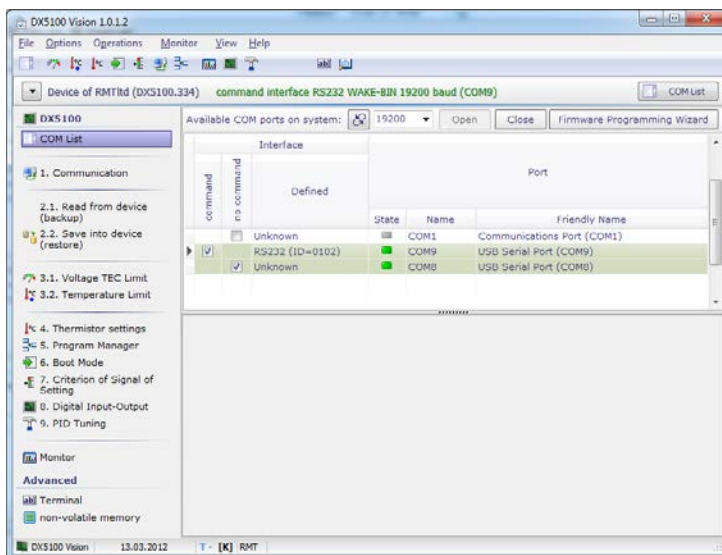 DX5100 Vision 1.0.1.2
File Options Operations Monitor View Help
Device of RMTltd (DX5100.334) command interface RS232 WAKE-BIN 19200 baud (COM9) COM List
DX5100
COM List
1. Communication
2.1. Read from device
(backup)
2.2. Save into device
(restore)
3.1. Voltage TEC Limit
3.2. Temperature Limit
4. Thermistor settings
5. Program Manager
6. Boot Mode
7. Criterion of Signal of
Setting
8. Digital Input-Output
9. PID Tuning
Monitor
Advanced
Terminal
non-volatile memory
Available COM ports on system: 19200 Open Close Firmware Programming Wizard
Interface
Port
command
no command
Defined
State Name Friendly Name
Unknown COM1 Communications Port (COM1)
RS232 (ID=0102) COM9 USB Serial Port (COM9)
Unknown COM8 USB Serial Port (COM8)
DX5100 Vision 13.03.2012 T - [K] RMT